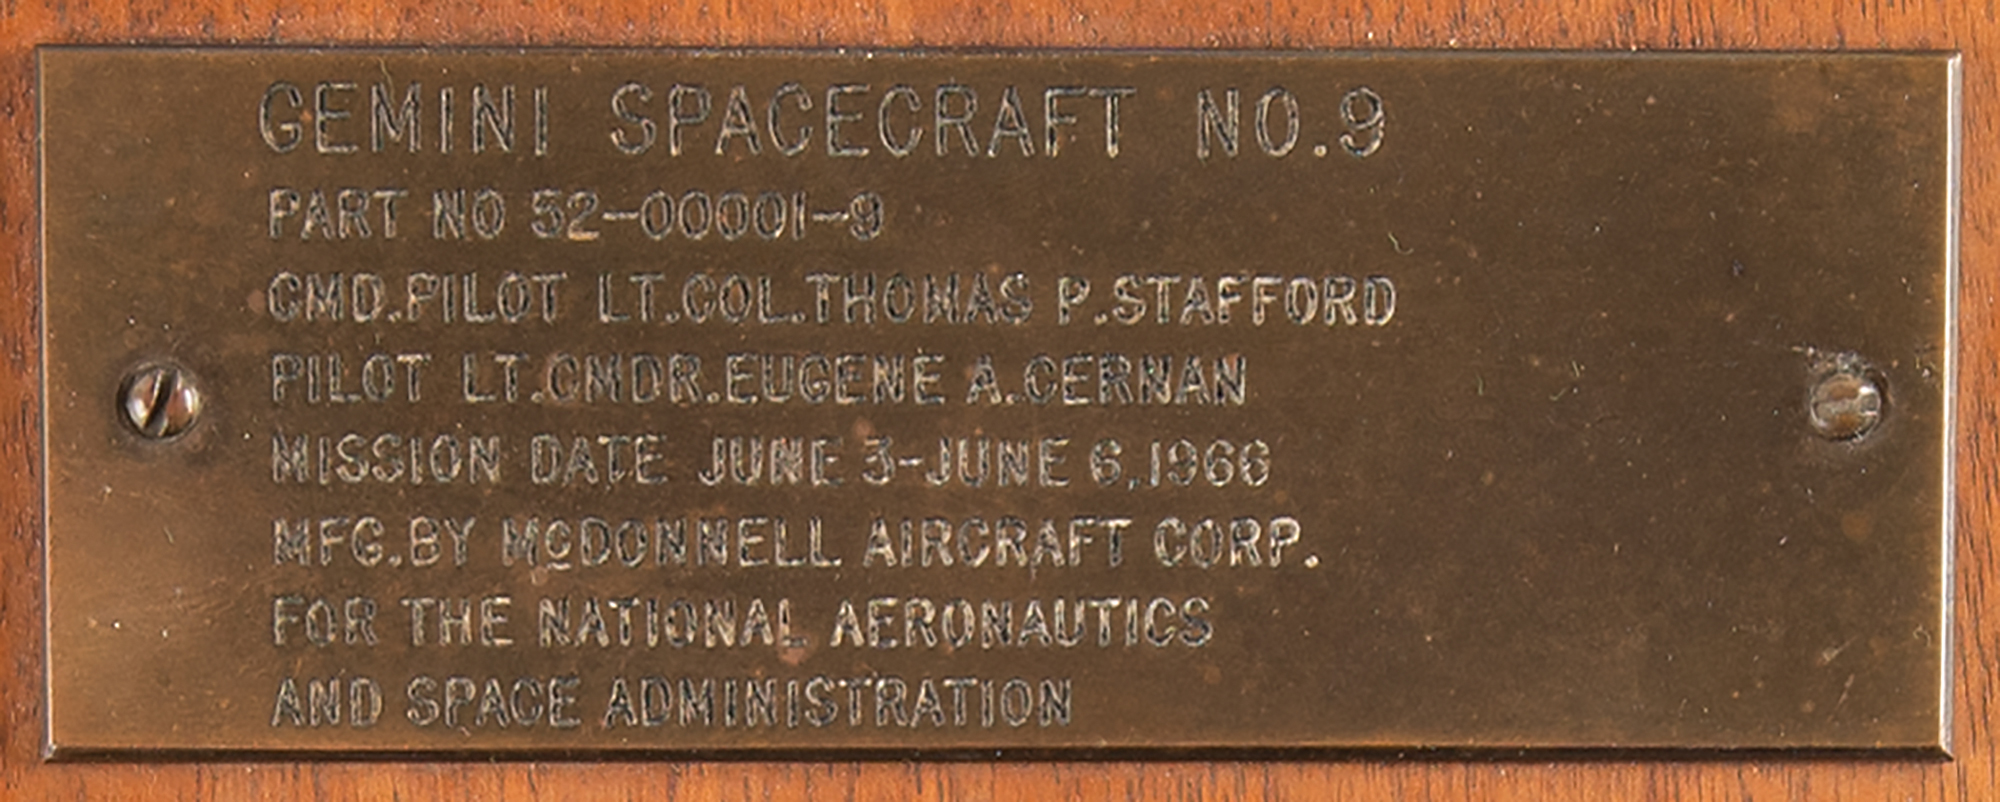 GEMINI SPACECRAFT NO.9
PART NO 52-00001-9
CMD.PILOT LT.COL.THOMAS P.STAFFORD
PILOT LT.CMDR.EUGENE A.CERNAN
MISSION DATE JUNE 3-JUNE 6,1966
MFG.BY McDONNELL AIRCRAFT CORP.
FOR THE NATIONAL AERONAUTICS
AND SPACE ADMINISTRATION